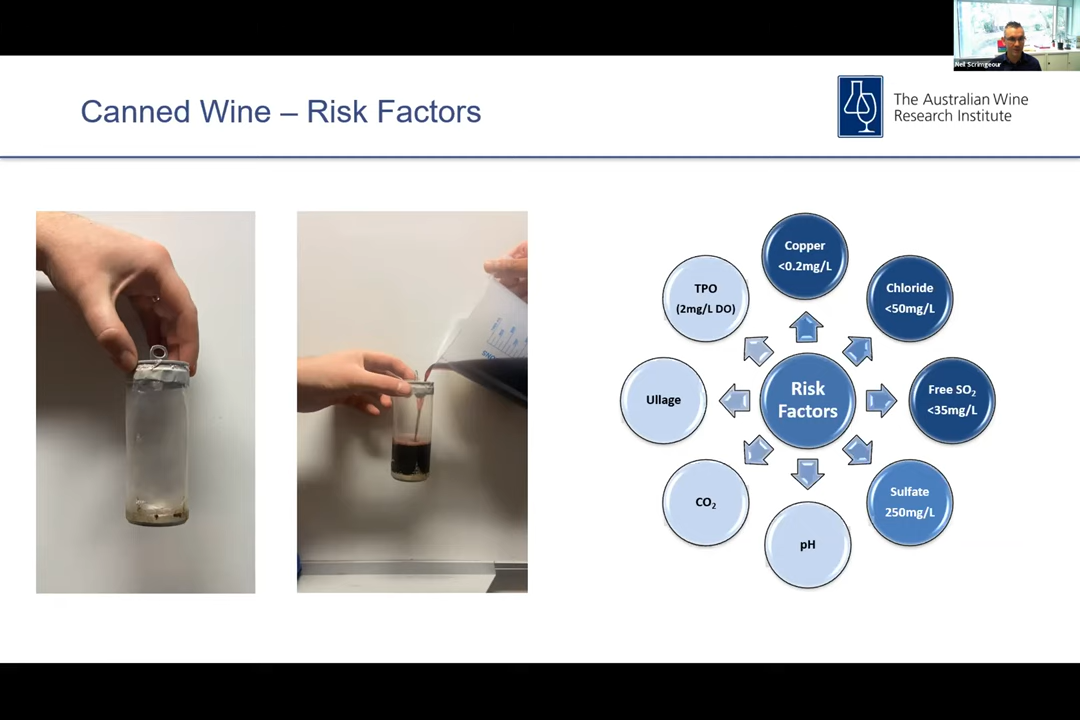 Neil Scrimgeour
Canned Wine – Risk Factors
The Australian Wine
Research Institute
Copper
<0.2mg/L
Chloride
<50mg/L
Free SO₂
<35mg/L
Sulfate
250mg/L
pH
CO₂
Ullage
TPO
(2mg/L DO)
Risk
Factors